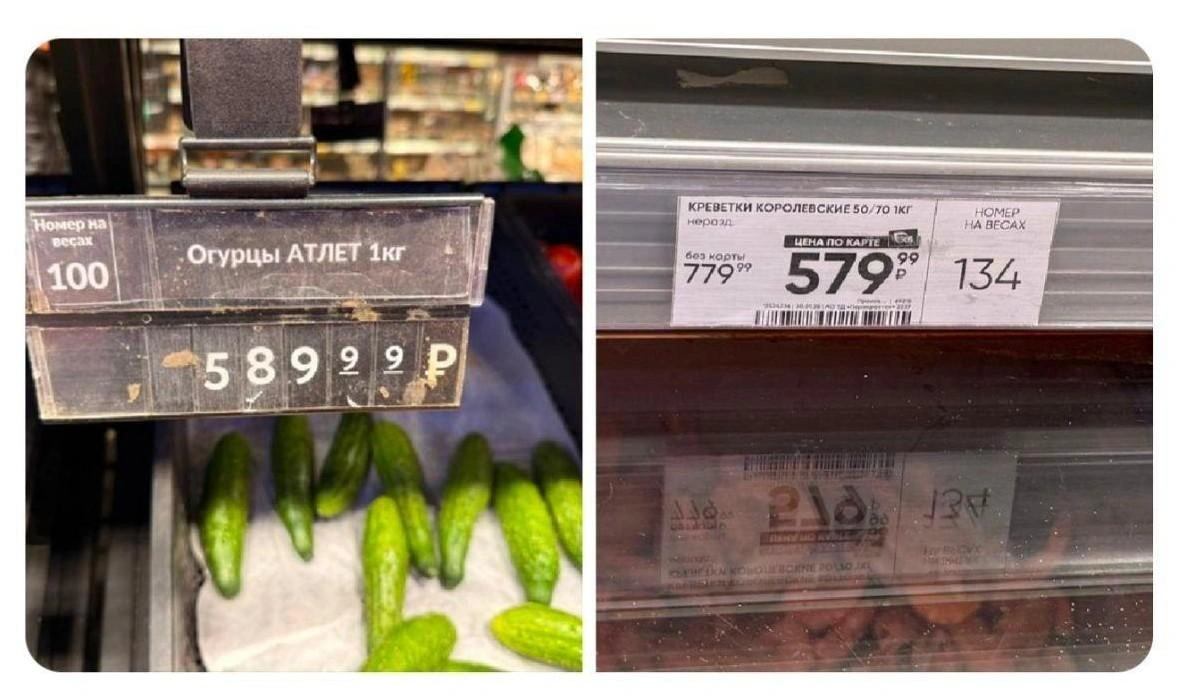 Номер на
весах
100
Огурцы АТЛЕТ 1кг
589 99 ₽
КРЕВЕТКИ КОРОЛЕВСКИЕ 50/70 1КГ
неразд.
ЦЕНА ПО КАРТЕ
без карты
779 99
579 99 ₽
НОМЕР
НА ВЕСАХ
134